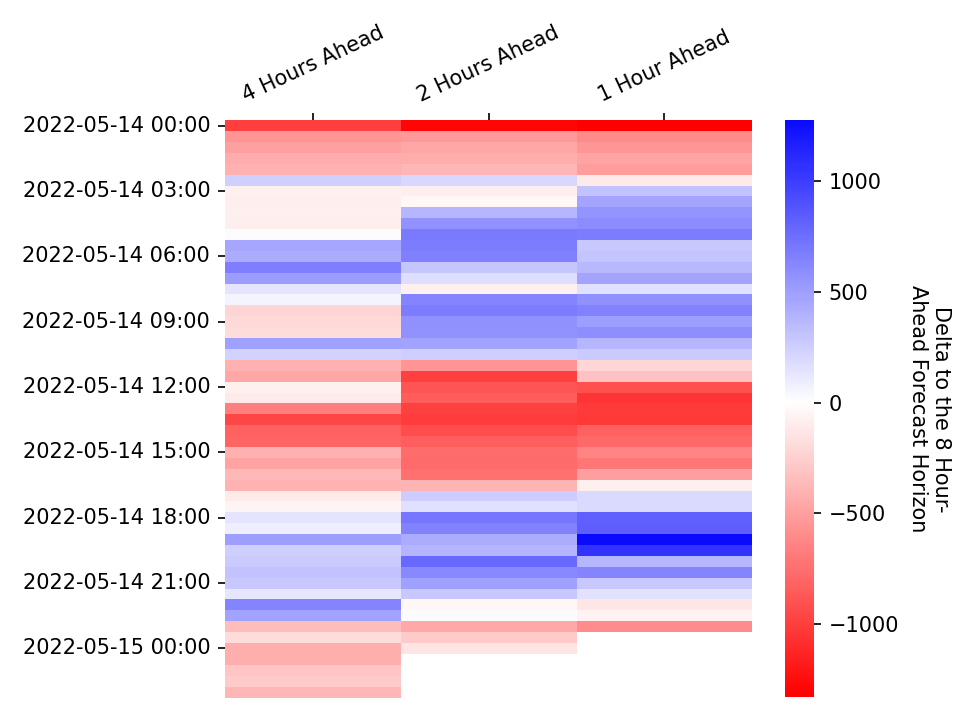 4 Hours Ahead
2 Hours Ahead
1 Hour Ahead
2022-05-14 00:00
2022-05-14 03:00
2022-05-14 06:00
2022-05-14 09:00
2022-05-14 12:00
2022-05-14 15:00
2022-05-14 18:00
2022-05-14 21:00
2022-05-15 00:00
1000
500
0
−500
−1000
Delta to the 8 Hour-
Ahead Forecast Horizon